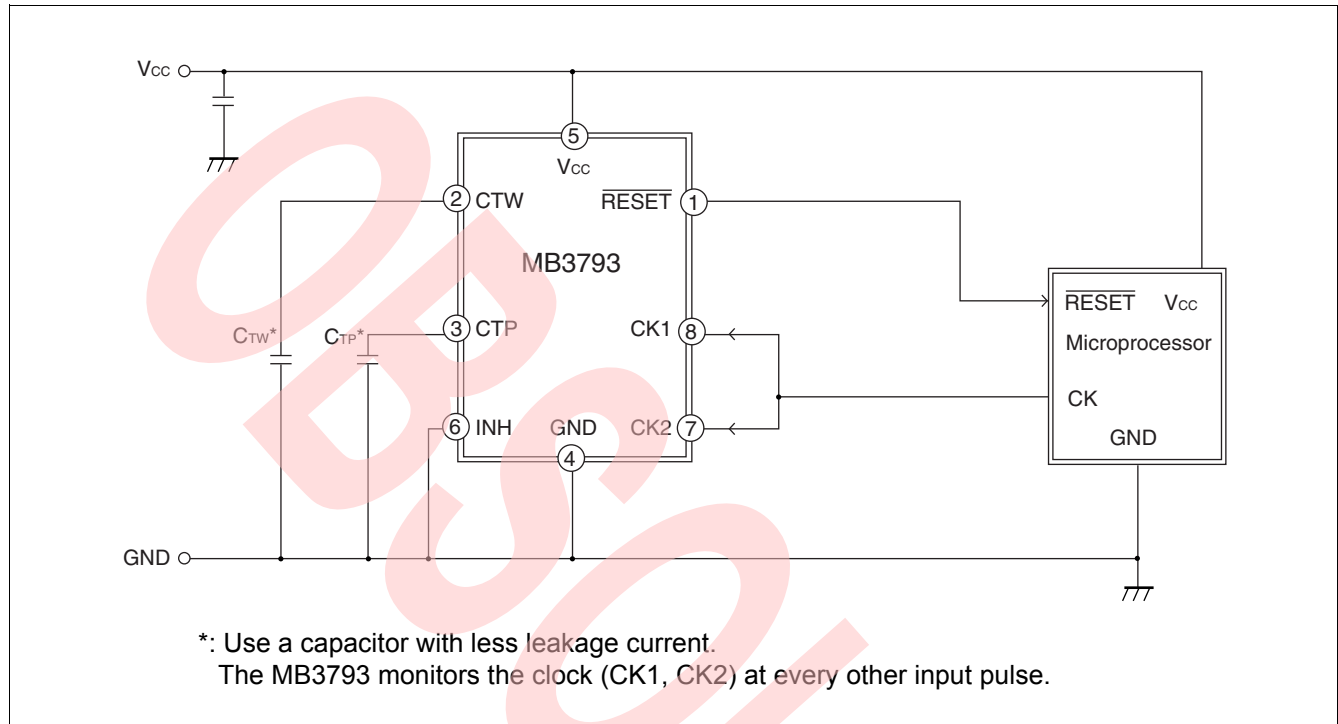 VCC
5
VCC
2 CTW
RESET 1
MB3793
RESET VCC
3 CTP
CK1 8
CTW*
CTP*
Microprocessor
CK
6 INH
GND
CK2 7
4
GND
GND
*: Use a capacitor with less leakage current.
The MB3793 monitors the clock (CK1, CK2) at every other input pulse.
OBSOL